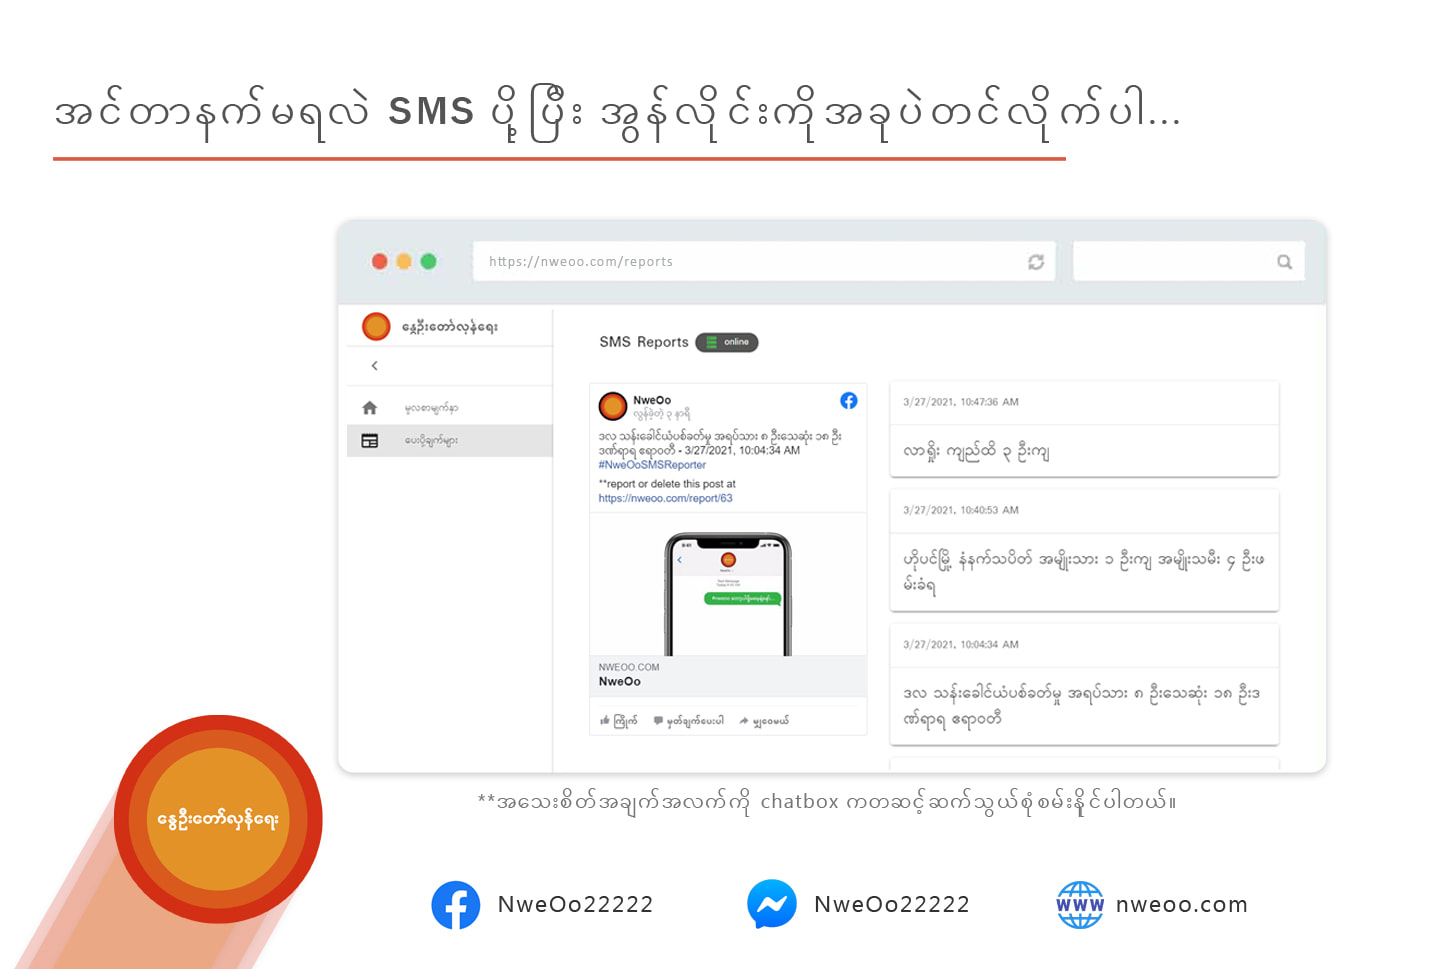 အင်တာနက်မရလဲ SMS ပို့ပြီး အွန်လိုင်းကိုအခုပဲတင်လိုက်ပါ...
https://nweoo.com/reports
နွေဦးတော်လှန်ရေး
မူလစာမျက်နှာ
ပေးပို့ချက်များ
SMS Reports online
NweOo
လွန်ခဲ့တဲ့ ၃ နာရီ
ဒလ သန်းခေါင်ယံပစ်ခတ်မှု အရပ်သား ၈ ဦးသေဆုံး ၁၈ ဦး
ဒဏ်ရာရ ဧရာဝတီ - 3/27/2021, 10:04:34 AM
#NweOoSMSReporter
**report or delete this post at
https://nweoo.com/report/63
NWEOO.COM
NweOo
ကြိုက် မှတ်ချက်ပေးပါ မျှဝေမယ်
3/27/2021, 10:47:36 AM
လာရှိုး ကျည်ထိ ၃ ဦးကျ
3/27/2021, 10:40:53 AM
ဟိုပင်မြို့ နံနက်သပိတ် အမျိုးသား ၁ ဦးကျ အမျိုးသမီး ၄ ဦးဖ
မ်းခံရ
3/27/2021, 10:04:34 AM
ဒလ သန်းခေါင်ယံပစ်ခတ်မှု အရပ်သား ၈ ဦးသေဆုံး ၁၈ ဦးဒ
ဏ်ရာရ ဧရာဝတီ
**အသေးစိတ်အချက်အလက်ကို chatbox ကတဆင့်ဆက်သွယ်စုံစမ်းနိူင်ပါတယ်။
နွေဦးတော်လှန်ရေး
NweOo22222
NweOo22222
www nweoo.com